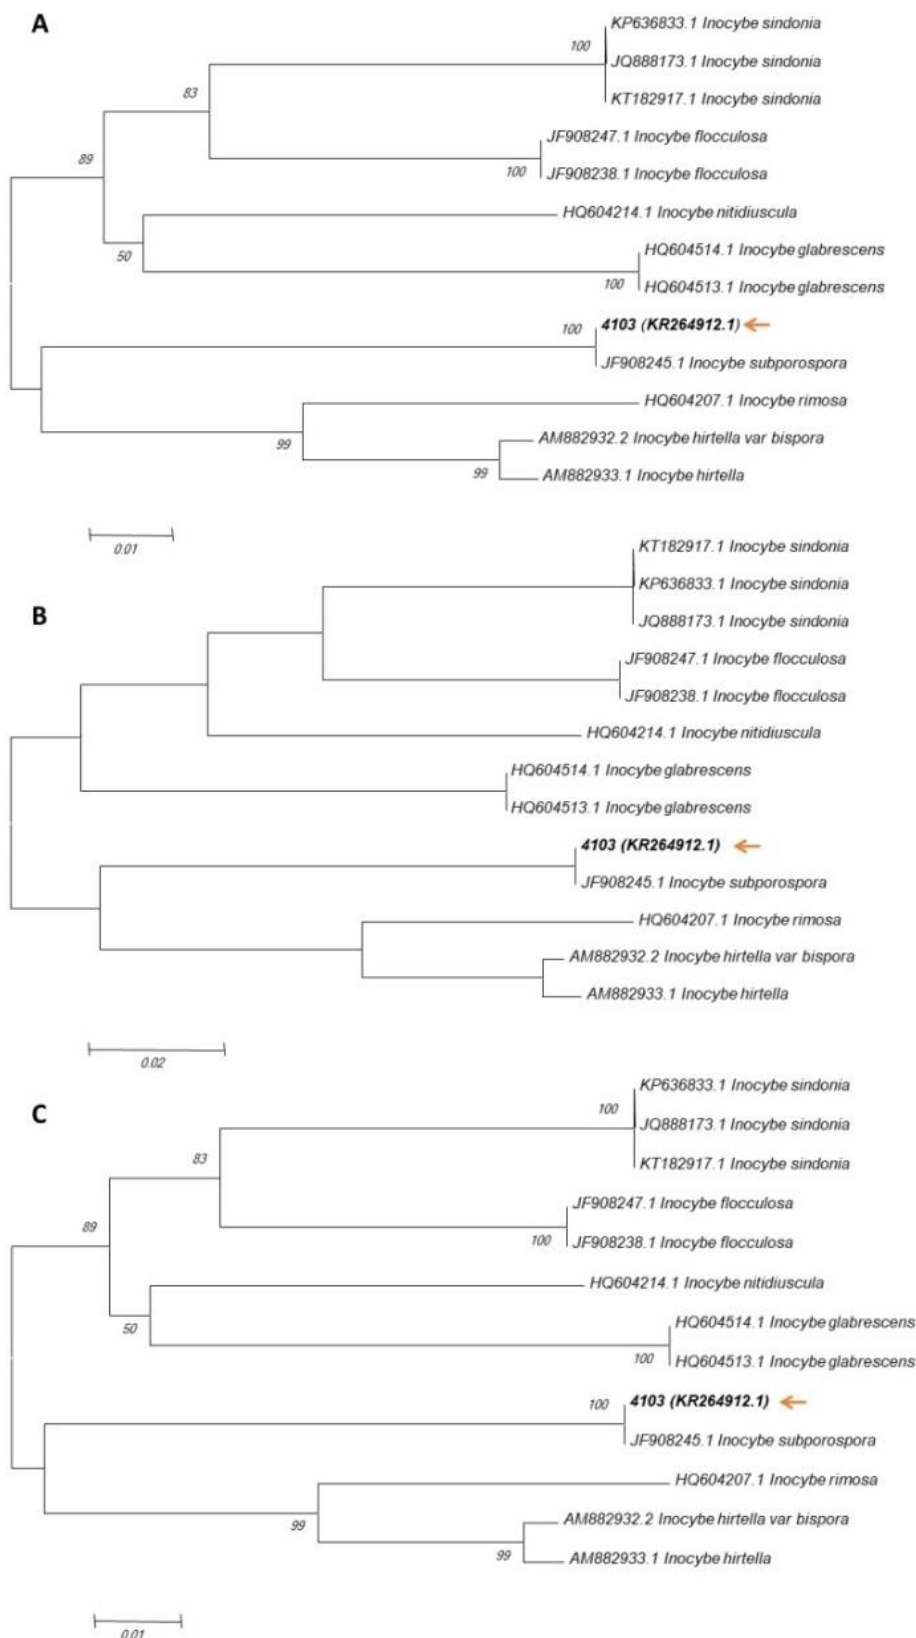 A
KP636833.1 Inocybe sindonia
100
JQ888173.1 Inocybe sindonia
83
KT182917.1 Inocybe sindonia
JF908247.1 Inocybe flocculosa
89
100
JF908238.1 Inocybe flocculosa
HQ604214.1 Inocybe nitidiuscula
50
HQ604514.1 Inocybe glabrescens
100
HQ604513.1 Inocybe glabrescens
100
4103 (KR264912.1)
JF908245.1 Inocybe subporospora
HQ604207.1 Inocybe rimosa
99
AM882932.2 Inocybe hirtella var bispora
99
AM882933.1 Inocybe hirtella
0.01
B
KT182917.1 Inocybe sindonia
KP636833.1 Inocybe sindonia
JQ888173.1 Inocybe sindonia
JF908247.1 Inocybe flocculosa
JF908238.1 Inocybe flocculosa
HQ604214.1 Inocybe nitidiuscula
HQ604514.1 Inocybe glabrescens
HQ604513.1 Inocybe glabrescens
4103 (KR264912.1)
JF908245.1 Inocybe subporospora
HQ604207.1 Inocybe rimosa
AM882932.2 Inocybe hirtella var bispora
AM882933.1 Inocybe hirtella
0.02
C
KP636833.1 Inocybe sindonia
100
JQ888173.1 Inocybe sindonia
83
KT182917.1 Inocybe sindonia
JF908247.1 Inocybe flocculosa
89
100
JF908238.1 Inocybe flocculosa
HQ604214.1 Inocybe nitidiuscula
50
HQ604514.1 Inocybe glabrescens
100
HQ604513.1 Inocybe glabrescens
100
4103 (KR264912.1)
JF908245.1 Inocybe subporospora
HQ604207.1 Inocybe rimosa
99
AM882932.2 Inocybe hirtella var bispora
99
AM882933.1 Inocybe hirtella
0.01